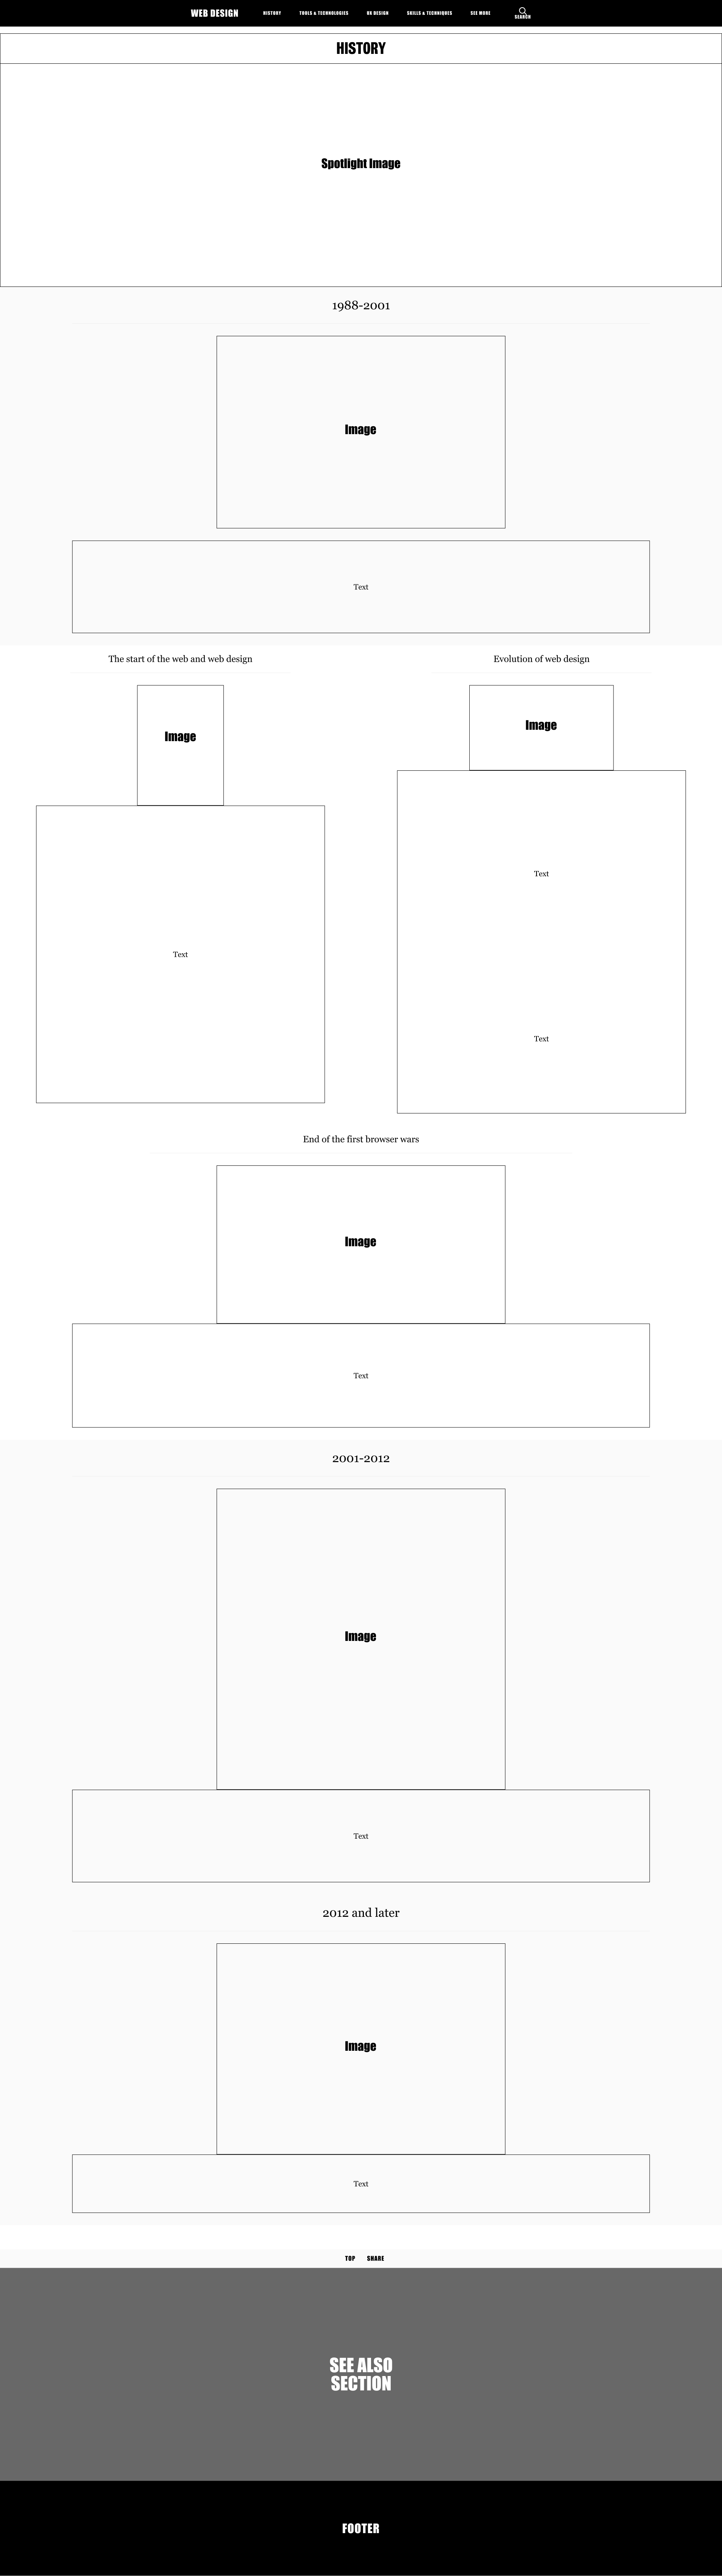 WEB DESIGN
HISTORY
TOOLS & TECHNOLOGIES
UX DESIGN
SKILLS & TECHNIQUES
SEE MORE
SEARCH
HISTORY
Spotlight Image
1988-2001
Image
Text
The start of the web and web design
Image
Text
Evolution of web design
Image
Text
Text
End of the first browser wars
Image
Text
2001-2012
Image
Text
2012 and later
Image
Text
TOP SHARE
SEE ALSO
SECTION
FOOTER